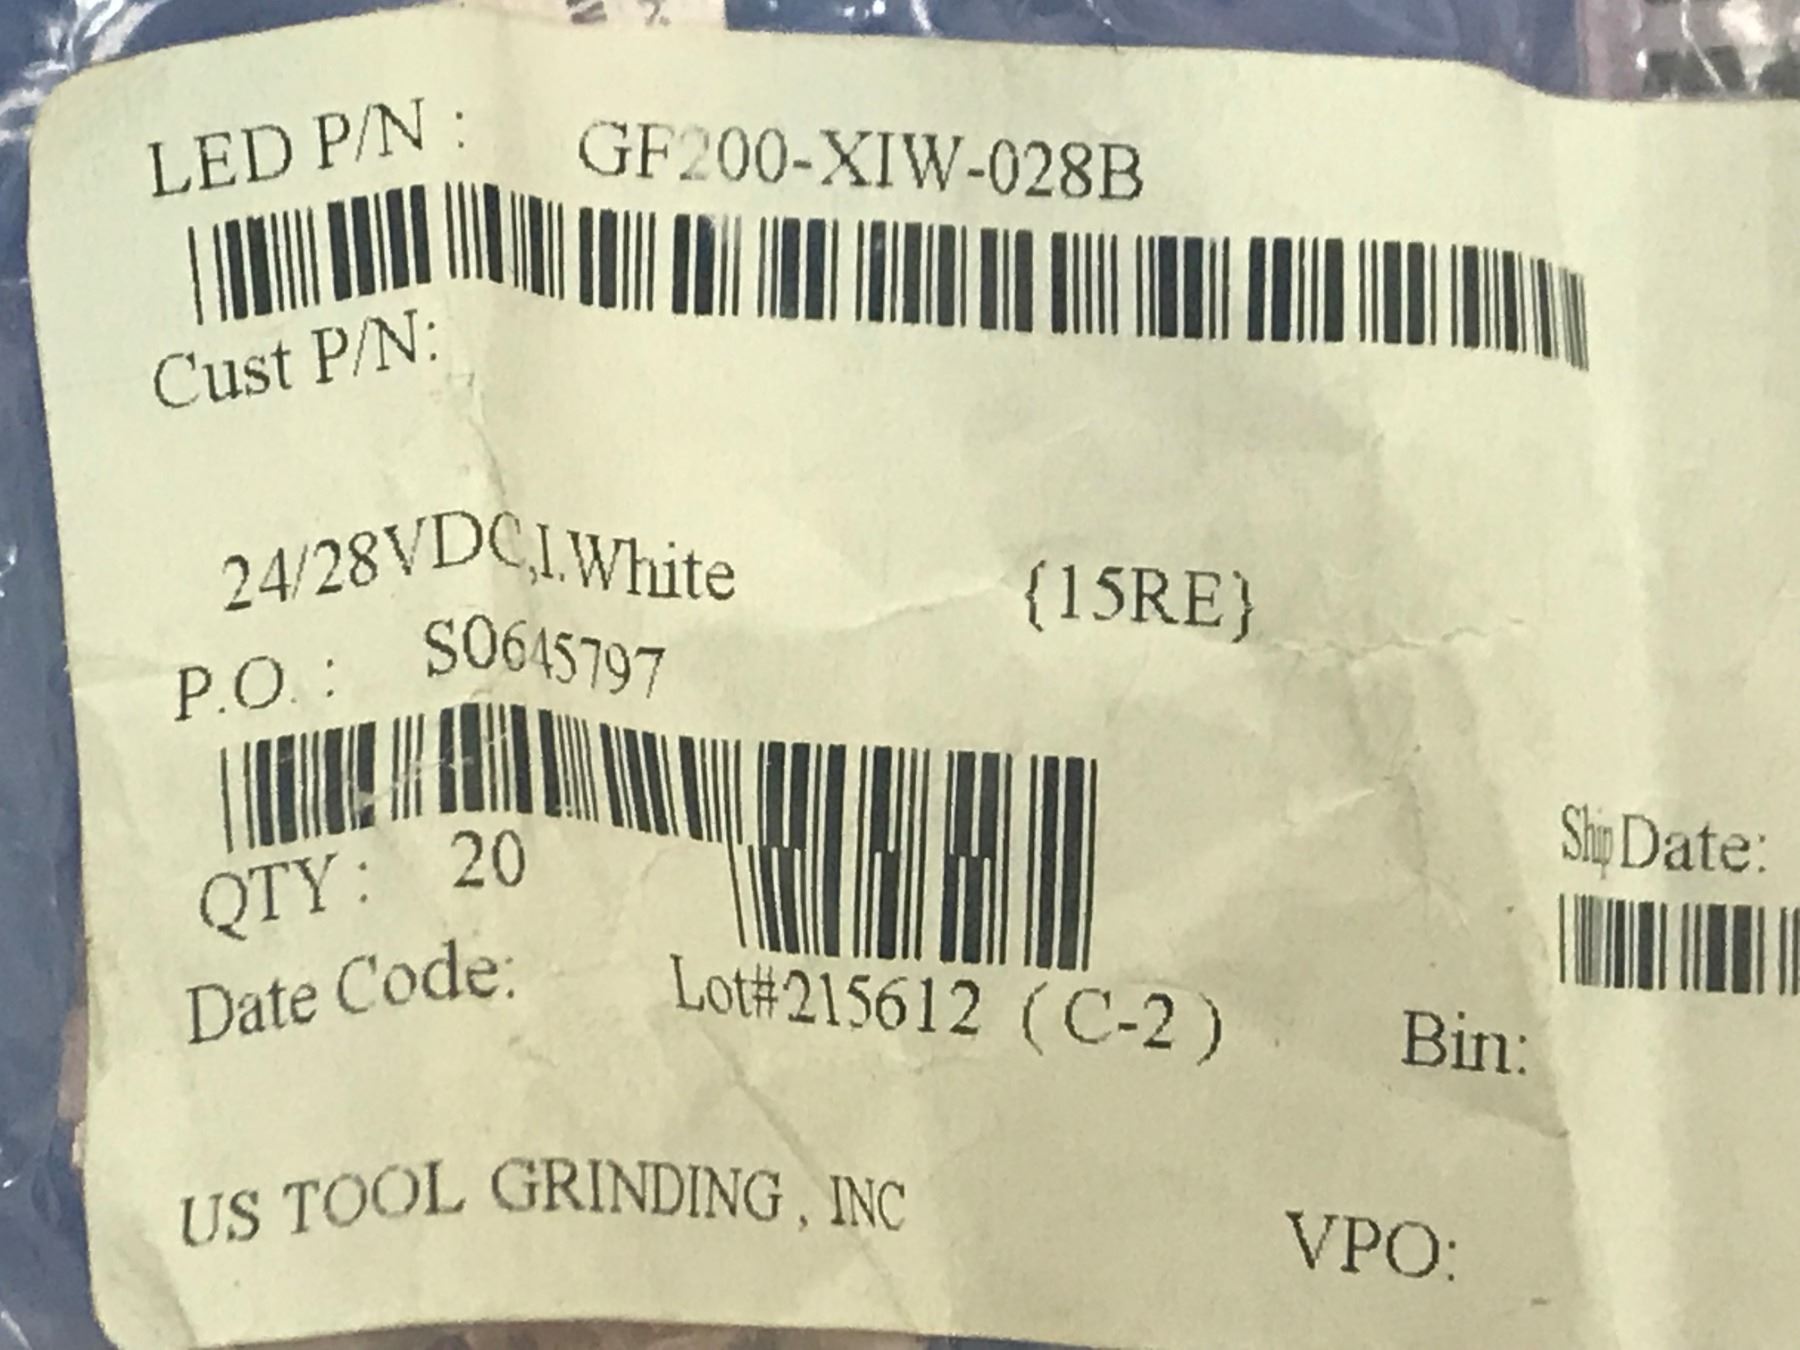 LED P/N : GF200-XIW-028B
Cust P/N:
24/28VDC,I.White {15RE}
P.O. : SO645797
Ship Date:
QTY : 20
Date Code: Lot#215612 ( C-2 ) Bin:
US TOOL GRINDING , INC VPO: